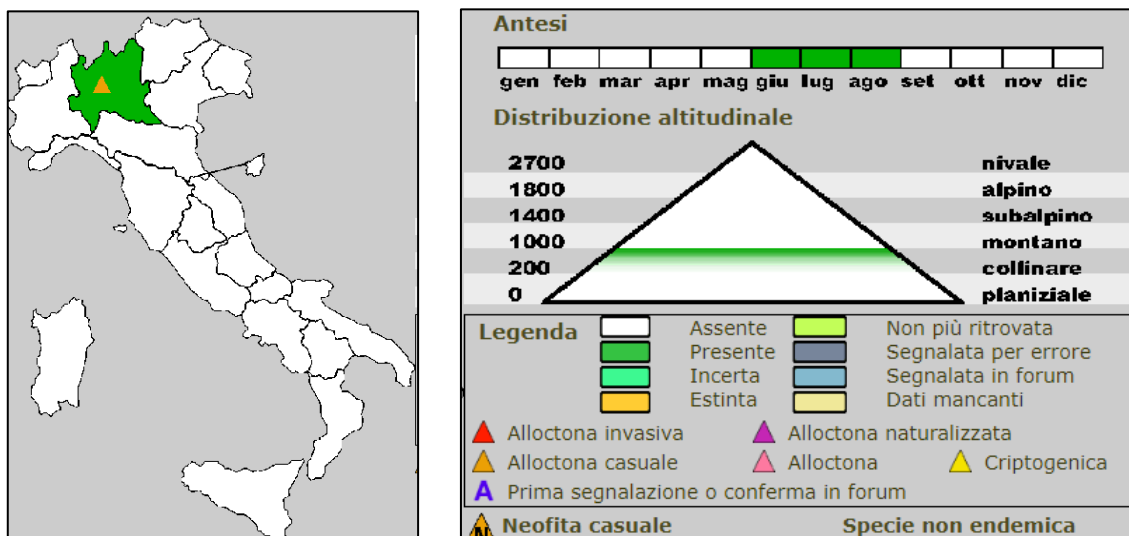 Antesi
gen feb mar apr mag giu lug ago set ott nov dic
Distribuzione altitudinale
2700 nivale
1800 alpino
1400 subalpino
1000 montano
200 collinare
0 planiziale
Legenda Assente Non più ritrovata
Presente Segnalata per errore
Incerta Segnalata in forum
Estinta Dati mancanti
Alloctona invasiva Alloctona naturalizzata
Alloctona casuale Alloctona Criptogenica
A Prima segnalazione o conferma in forum
N Neofita casuale Specie non endemica